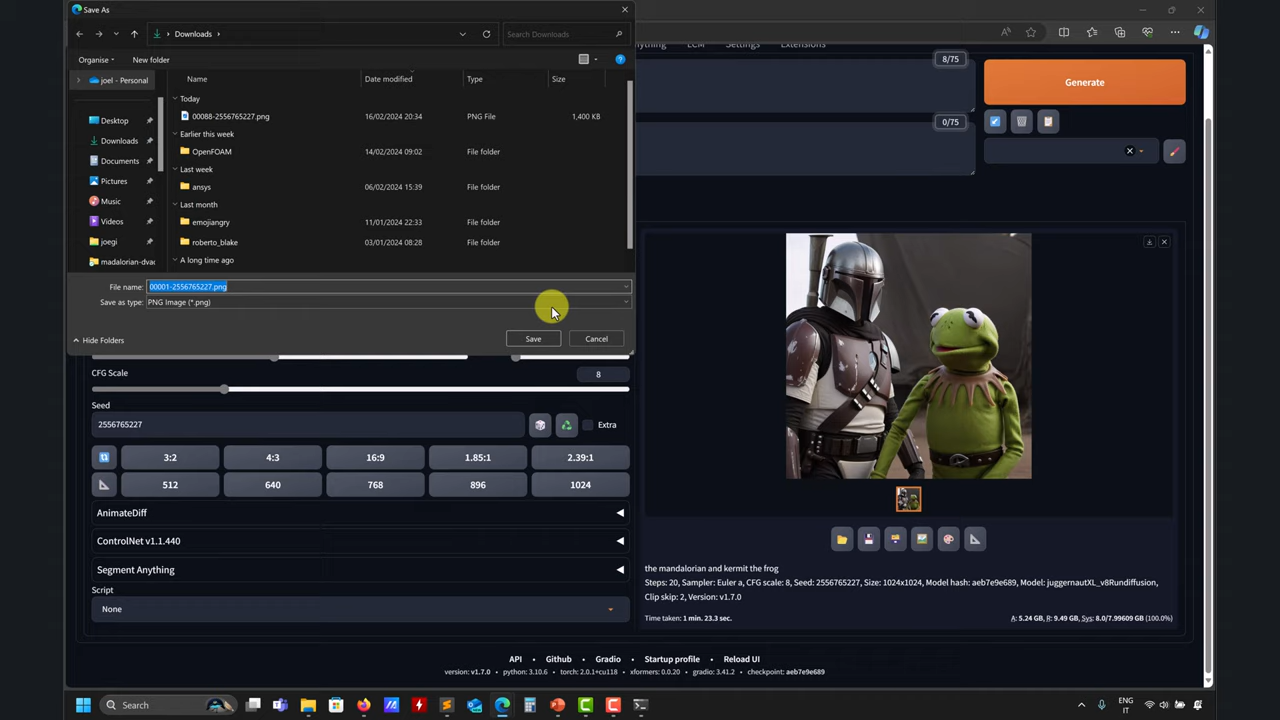 Save As
Downloads
Search Downloads
Organise
New folder
Name
Date modified
Type
Size
joel - Personal
Desktop
Downloads
Documents
Pictures
Music
Videos
joegi
madalorian-dvac
Today
00088-2556765227.png 16/02/2024 20:34 PNG File 1,400 KB
Earlier this week
OpenFOAM 14/02/2024 09:02 File folder
Last week
ansys 06/02/2024 15:39 File folder
Last month
emojiangry 11/01/2024 22:33 File folder
roberto_blake 03/01/2024 08:28 File folder
A long time ago
File name: 00001-2556765227.png
Save as type: PNG Image (*.png)
Hide Folders
Save
Cancel
LCM
Settings
Extensions
8/75
0/75
Generate
CFG Scale
8
Seed
2556765227
Extra
3:2
4:3
16:9
1.85:1
2.39:1
512
640
768
896
1024
AnimateDiff
ControlNet v1.1.440
Segment Anything
Script
None
the mandalorian and kermit the frog
Steps: 20, Sampler: Euler a, CFG scale: 8, Seed: 2556765227, Size: 1024x1024, Model hash: aeb7e9e689, Model: juggernautXL_v8Rundiffusion,
Clip skip: 2, Version: v1.7.0
Time taken: 1 min. 23.3 sec.
A: 5.24 GB, R: 9.49 GB, Sys: 8.0/7.99609 GB (100.0%)
API • Github • Gradio • Startup profile • Reload UI
version: v1.7.0 • python: 3.10.6 • torch: 2.0.1+cu118 • xformers: 0.0.20 • gradio: 3.41.2 • checkpoint: aeb7e9e689
Search
ENG
IT